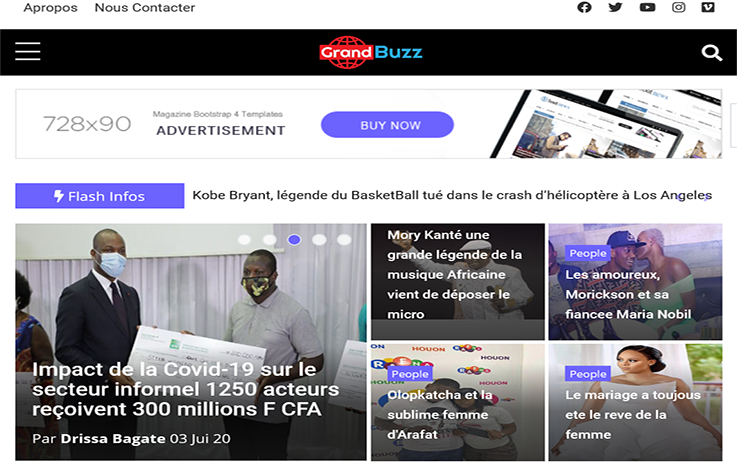 Apropos Nous Contacter
Grand Buzz
728x90
Magazine Bootstrap 4 Templates
ADVERTISEMENT
BUY NOW
Flash Infos
Kobe Bryant, légende du BasketBall tué dans le crash d'hélicoptère à Los Angeles
Impact de la Covid-19 sur le
secteur informel 1250 acteurs
reçoivent 300 millions F CFA
Par Drissa Bagate 03 Jui 20
Mory Kanté une
grande légende de la
musique Africaine
vient de déposer le
micro
People
Les amoureux,
Morickson et sa
fiancee Maria Nobil
HOUON
HOUON
People
Olopkatcha et la
sublime femme
d'Arafat
People
Le mariage a toujous
ete le reve de la
femme